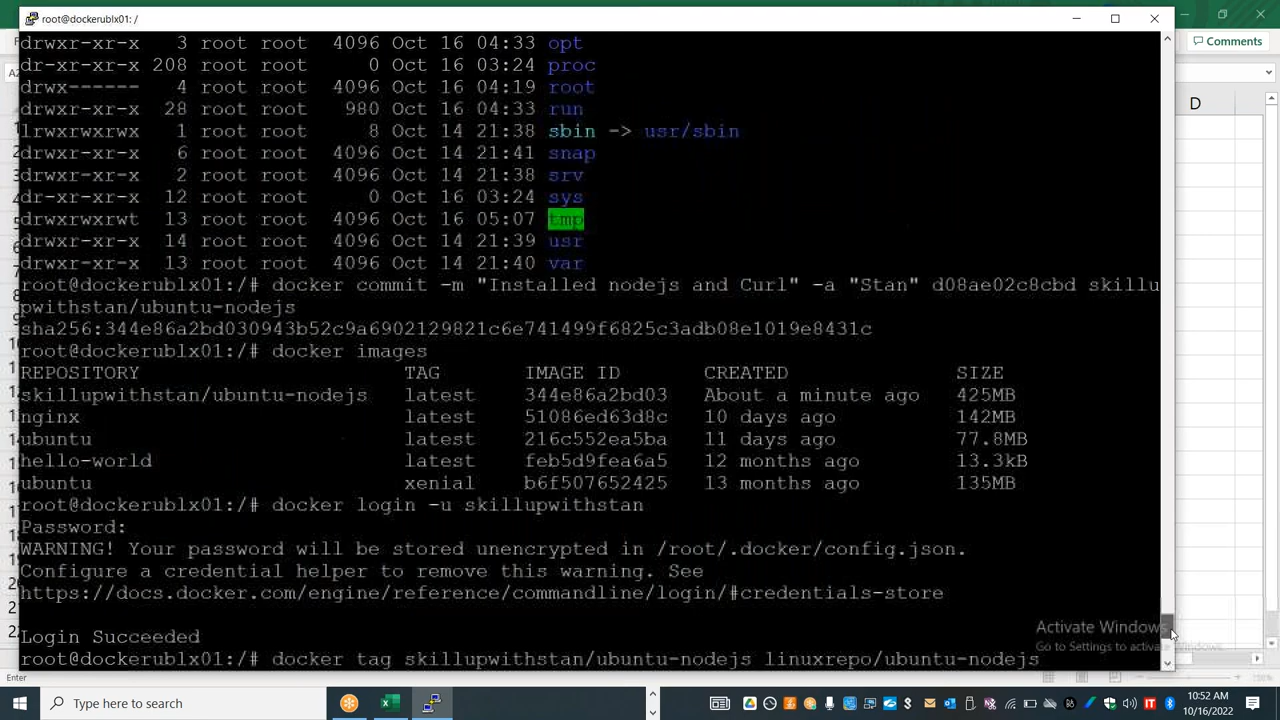 root@dockerublx01: /
Comments
D
drwxr-xr-x 3 root root 4096 Oct 16 04:33 opt
dr-xr-xr-x 208 root root 0 Oct 16 03:24 proc
drwx------ 4 root root 4096 Oct 16 04:19 root
drwxr-xr-x 28 root root 980 Oct 16 04:33 run
lrwxrwxrwx 1 root root 8 Oct 14 21:38 sbin -> usr/sbin
drwxr-xr-x 6 root root 4096 Oct 14 21:41 snap
drwxr-xr-x 2 root root 4096 Oct 14 21:38 srv
dr-xr-xr-x 12 root root 0 Oct 16 03:24 sys
drwxrwxrwt 13 root root 4096 Oct 16 05:07 tmp
drwxr-xr-x 14 root root 4096 Oct 14 21:39 usr
drwxr-xr-x 13 root root 4096 Oct 14 21:40 var
root@dockerublx01:/# docker commit -m "Installed nodejs and Curl" -a "Stan" d08ae02c8cbd skillu
pwithstan/ubuntu-nodejs
sha256:344e86a2bd030943b52c9a6902129821c6e741499f6825c3adb08e1019e8431c
root@dockerublx01:/# docker images
REPOSITORY TAG IMAGE ID CREATED SIZE
skillupwithstan/ubuntu-nodejs latest 344e86a2bd03 About a minute ago 425MB
nginx latest 51086ed63d8c 10 days ago 142MB
ubuntu latest 216c552ea5ba 11 days ago 77.8MB
hello-world latest feb5d9fea6a5 12 months ago 13.3kB
ubuntu xenial b6f507652425 13 months ago 135MB
root@dockerublx01:/# docker login -u skillupwithstan
Password:
WARNING! Your password will be stored unencrypted in /root/.docker/config.json.
Configure a credential helper to remove this warning. See
https://docs.docker.com/engine/reference/commandline/login/#credentials-store
Login Succeeded
root@dockerublx01:/# docker tag skillupwithstan/ubuntu-nodejs linuxrepo/ubuntu-nodejs
Activate Windows
Go to Settings to activate Windows.
Enter
Type here to search
10:52 AM
10/16/2022